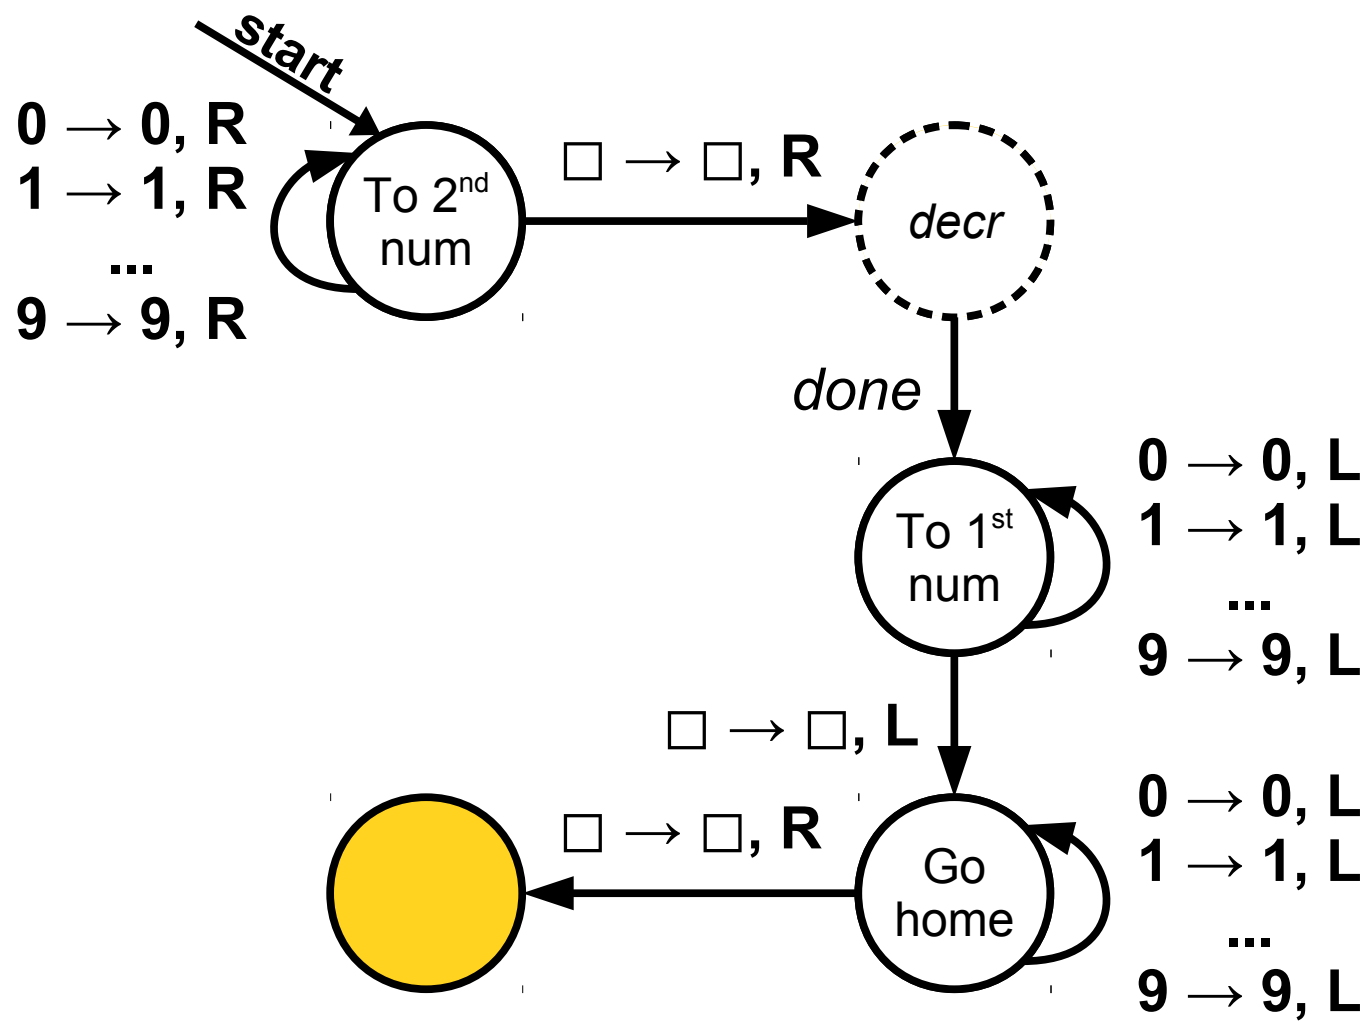 start
0 → 0, R
1 → 1, R
...
9 → 9, R
To 2nd
num
□ → □, R
decr
done
To 1st
num
0 → 0, L
1 → 1, L
...
9 → 9, L
□ → □, L
□ → □, R
Go
home
0 → 0, L
1 → 1, L
...
9 → 9, L